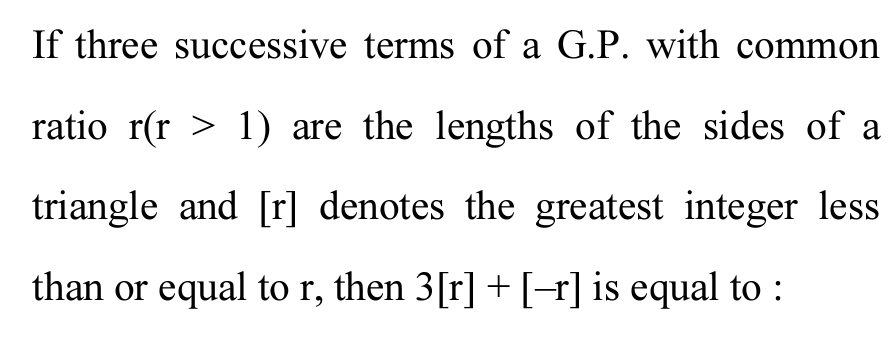 If three successive terms of a G.P. with common
ratio r(r > 1) are the lengths of the sides of a
triangle and [r] denotes the greatest integer less
than or equal to r, then 3[r] + [–r] is equal to :